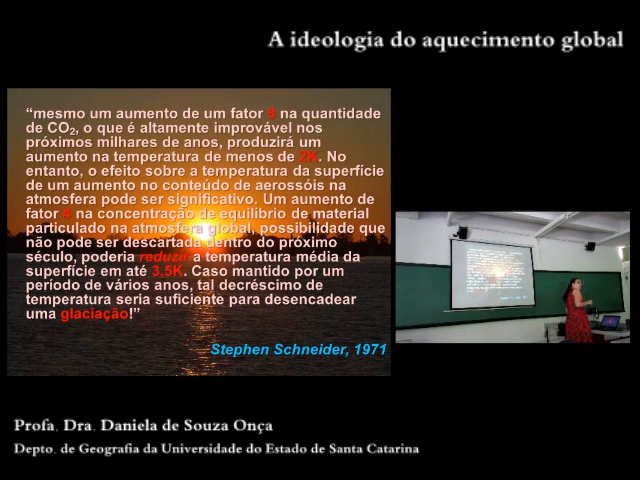 A ideologia do aquecimento global
“mesmo um aumento de um fator 8 na quantidade
de CO₂, o que é altamente improvável nos
próximos milhares de anos, produzirá um
aumento na temperatura de menos de 2K. No
entanto, o efeito sobre a temperatura da superfície
de um aumento no conteúdo de aerossóis na
atmosfera pode ser significativo. Um aumento de
fator 4 na concentração de equilíbrio de material
particulado na atmosfera global, possibilidade que
não pode ser descartada dentro do próximo
século, poderia reduzir a temperatura média da
superfície em até 3,5K. Caso mantido por um
período de vários anos, tal decréscimo de
temperatura seria suficiente para desencadear
uma glaciação!”
Stephen Schneider, 1971
Profa. Dra. Daniela de Souza Onça
Depto. de Geografia da Universidade do Estado de Santa Catarina